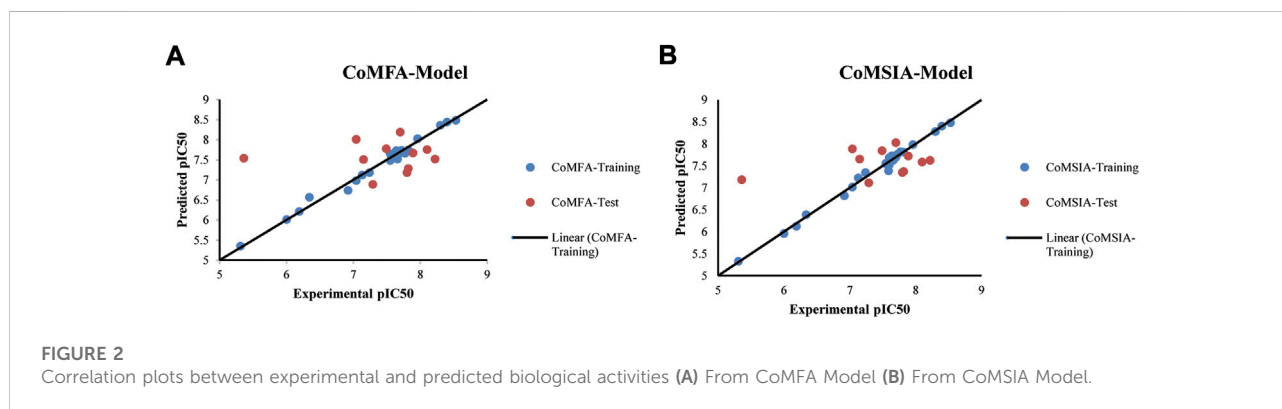 A
CoMFA-Model
9
8.5
8
7.5
7
6.5
6
5.5
5
Predicted pIC50
5 6 7 8 9
Experimental pIC50
CoMFA-Training
CoMFA-Test
Linear (CoMFA-
Training)
B
CoMSIA-Model
9
8.5
8
7.5
7
6.5
6
5.5
5
Predicted pIC50
5 6 7 8 9
Experimental pIC50
CoMSIA-Training
CoMSIA-Test
Linear (CoMSIA-
Training)
FIGURE 2
Correlation plots between experimental and predicted biological activities (A) From CoMFA Model (B) From CoMSIA Model.